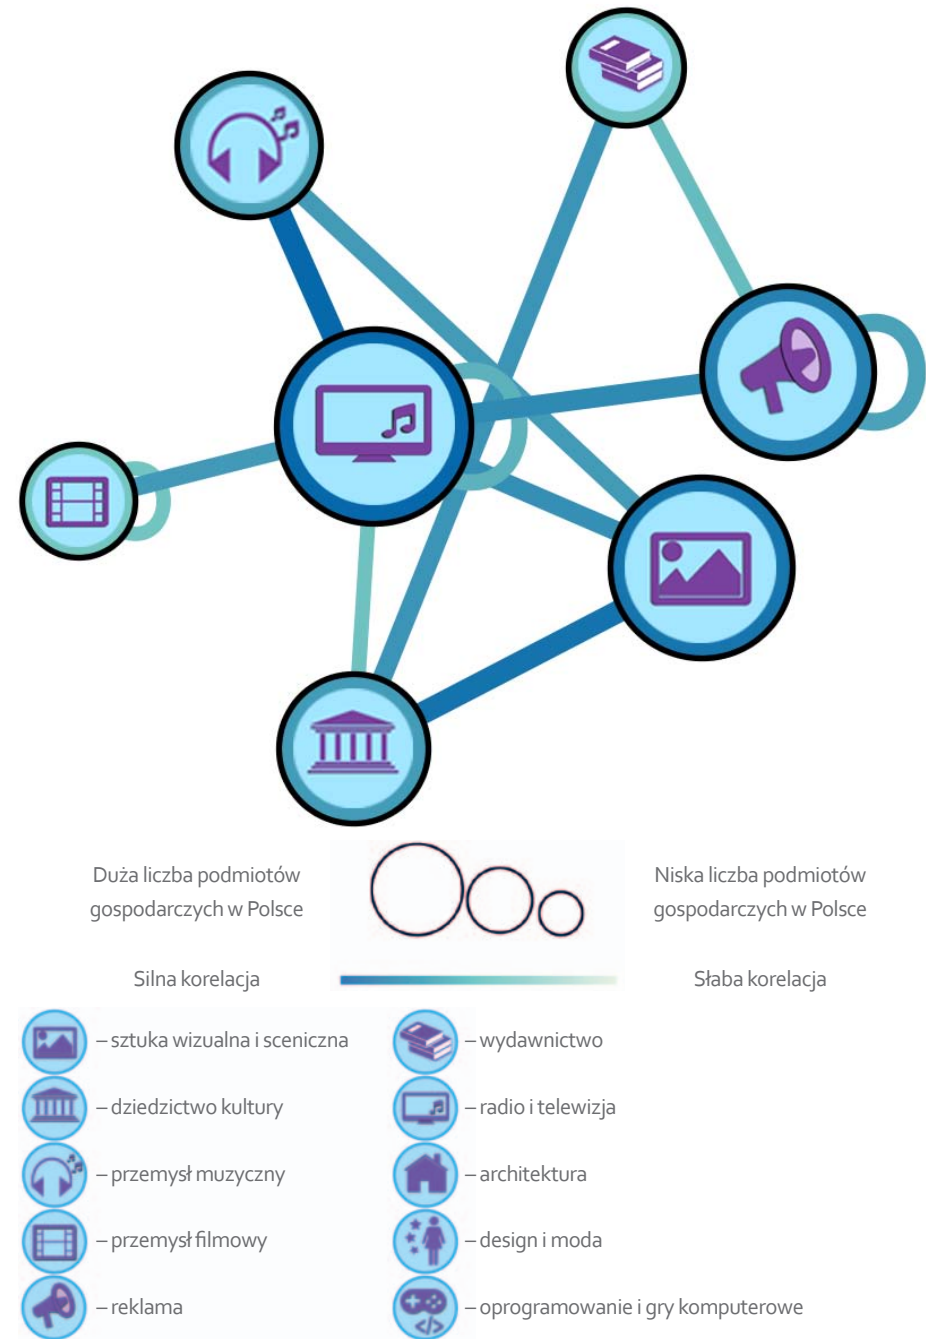 Duża liczba podmiotów
gospodarczych w Polsce
Niska liczba podmiotów
gospodarczych w Polsce
Silna korelacja
Słaba korelacja
– sztuka wizualna i sceniczna
– wydawnictwo
– dziedzictwo kultury
– radio i telewizja
– przemysł muzyczny
– architektura
– przemysł filmowy
– design i moda
– reklama
– oprogramowanie i gry komputerowe